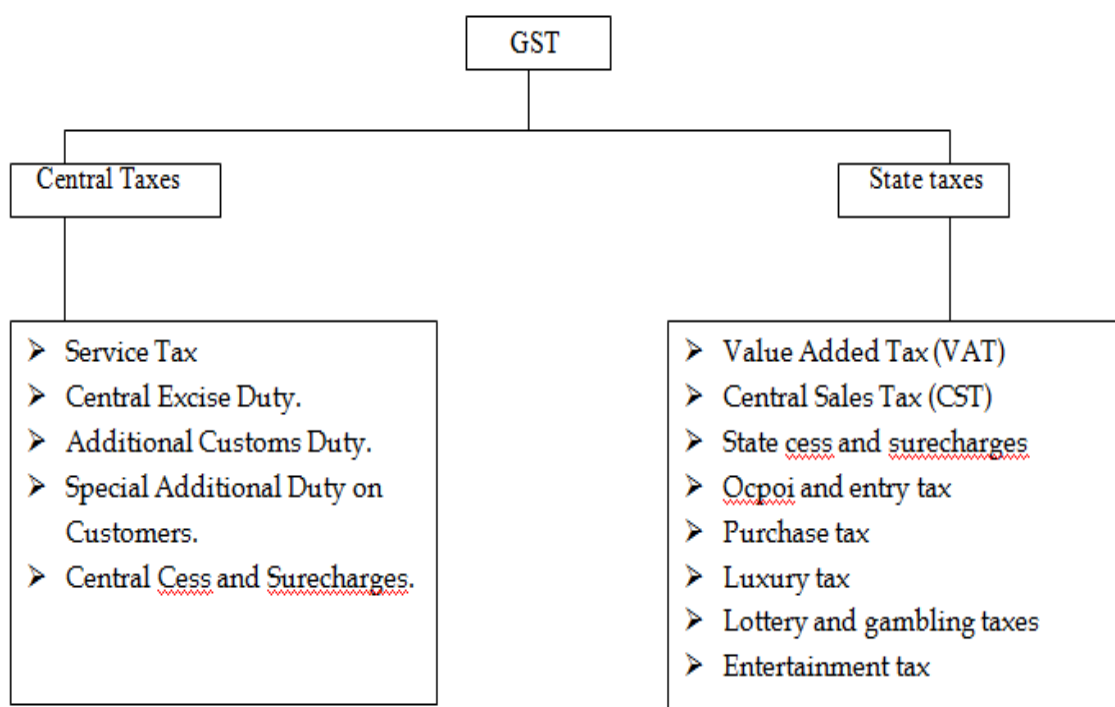 GST
Central Taxes
State taxes
Service Tax
Central Excise Duty.
Additional Customs Duty.
Special Additional Duty on
Customers.
Central Cess and Surecharges.
Value Added Tax (VAT)
Central Sales Tax (CST)
State cess and surecharges
Ocpoi and entry tax
Purchase tax
Luxury tax
Lottery and gambling taxes
Entertainment tax